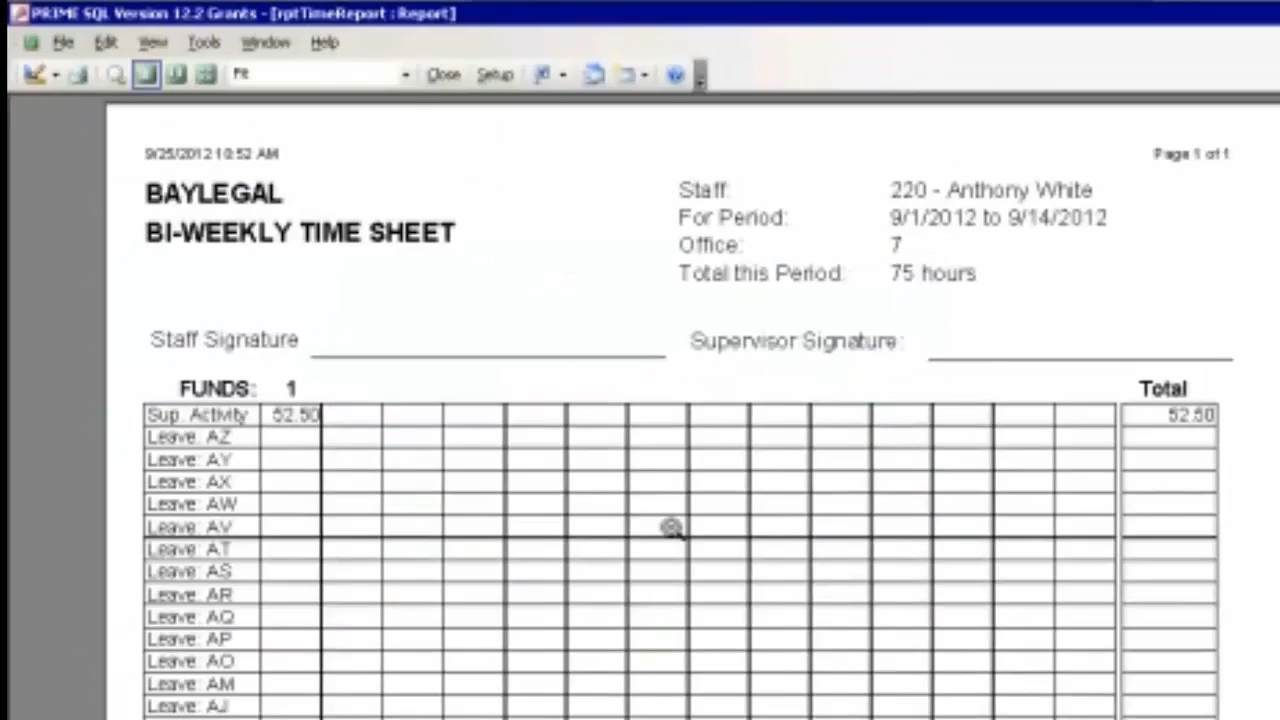 PRIME SQL Version 12.2 Grants - [rptTimeReport : Report]
File Edit View Tools Window Help
Fit Close Setup
9/25/2012 10:52 AM Page 1 of 1
BAYLEGAL
BI-WEEKLY TIME SHEET
Staff: 220 - Anthony White
For Period: 9/1/2012 to 9/14/2012
Office: 7
Total this Period: 75 hours
Staff Signature Supervisor Signature:
FUNDS: 1 Total
Sup. Activity 52.50 52.50
Leave: AZ
Leave: AY
Leave: AX
Leave: AW
Leave: AV
Leave: AT
Leave: AS
Leave: AR
Leave: AQ
Leave: AP
Leave: AO
Leave: AM
Leave: AJ